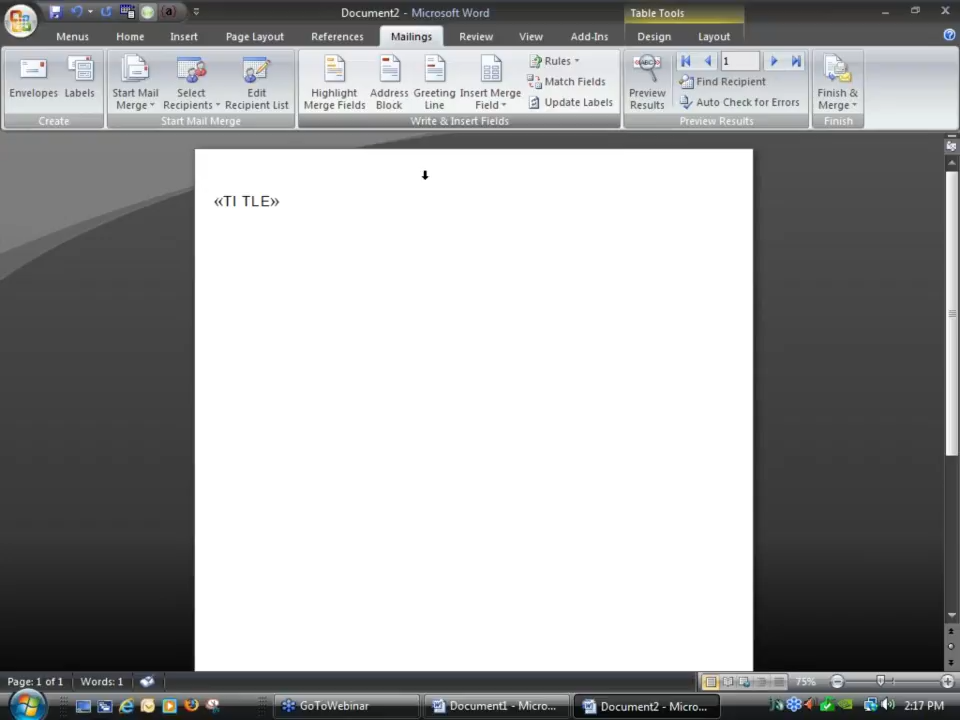 Document2 - Microsoft Word
Table Tools
Menus Home Insert Page Layout References Mailings Review View Add-Ins Design Layout
Envelopes
Labels
Create
Start Mail
Merge
Select
Recipients
Edit
Recipient List
Start Mail Merge
Highlight
Merge Fields
Address
Block
Greeting
Line
Insert Merge
Field
Rules
Match Fields
Update Labels
Write & Insert Fields
ABC
Preview
Results
1
Find Recipient
Auto Check for Errors
Preview Results
Finish &
Merge
Finish
«TI TLE»
Page: 1 of 1 Words: 1
75%
GoToWebinar
Document1 - Micro...
Document2 - Micro...
2:17 PM